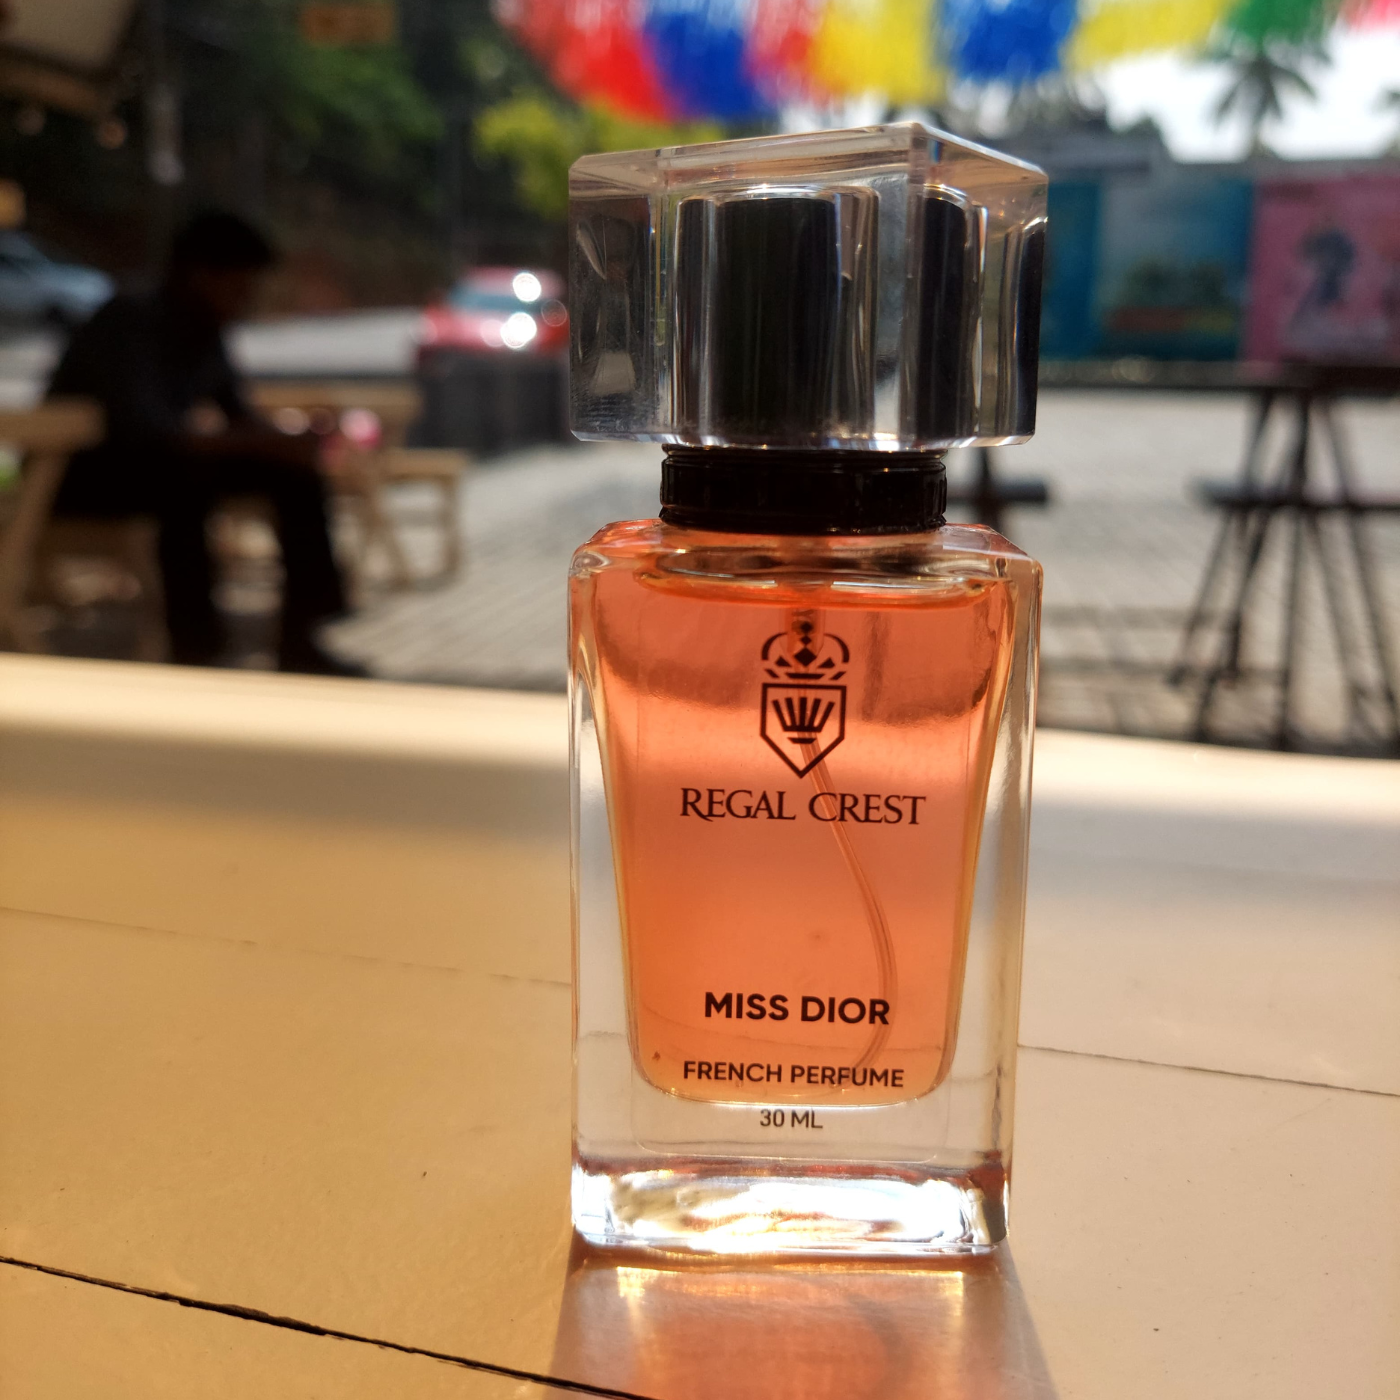 REGAL CREST
MISS DIOR
FRENCH PERFUME
30 ML